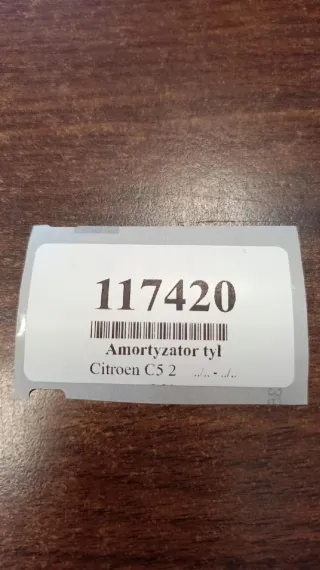 117420
Amortyzator tył
Citroen C5 2 ../.. - ../..